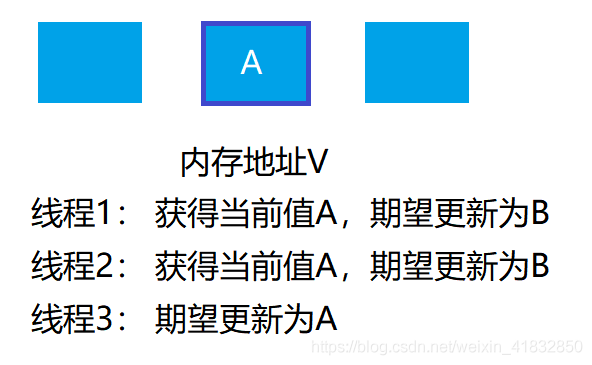 A
内存地址V
线程1： 获得当前值A，期望更新为B
线程2： 获得当前值A，期望更新为B
线程3： 期望更新为A
https://blog.csdn.net/weixin_41832850